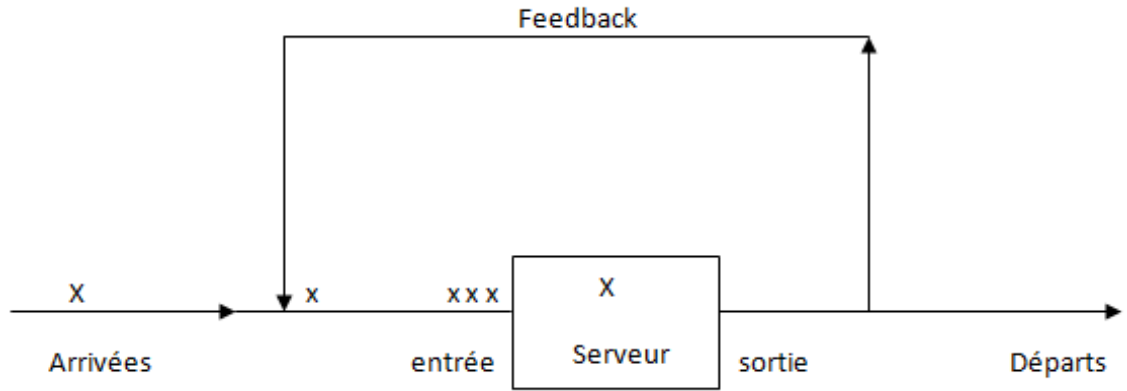 Feedback
X
x
x x x
X
Arrivées
entrée
Serveur
sortie
Départs